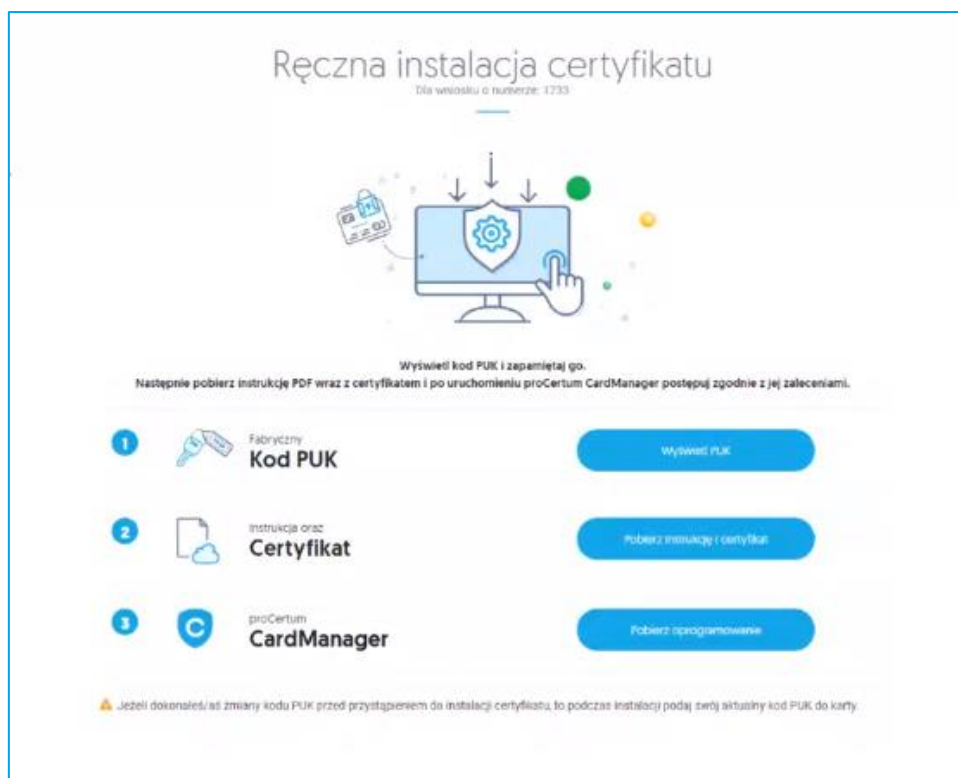 Ręczna instalacja certyfikatu
Dla wniosku o numerze: 1733
Wyświetl kod PUK i zapamiętaj go.
Następnie pobierz instrukcję PDF wraz z certyfikatem i po uruchomieniu proCertum CardManager postępuj zgodnie z jej zaleceniami.
1 Fabryczny
Kod PUK
Wyświetl PUK
2 Instrukcja oraz
Certyfikat
Pobierz instrukcję i certyfikat
3 proCertum
CardManager
Pobierz oprogramowanie
Jeżeli dokonałeś/aś zmiany kodu PUK przed przystąpieniem do instalacji certyfikatu, to podczas instalacji podaj swój aktualny kod PUK do karty.